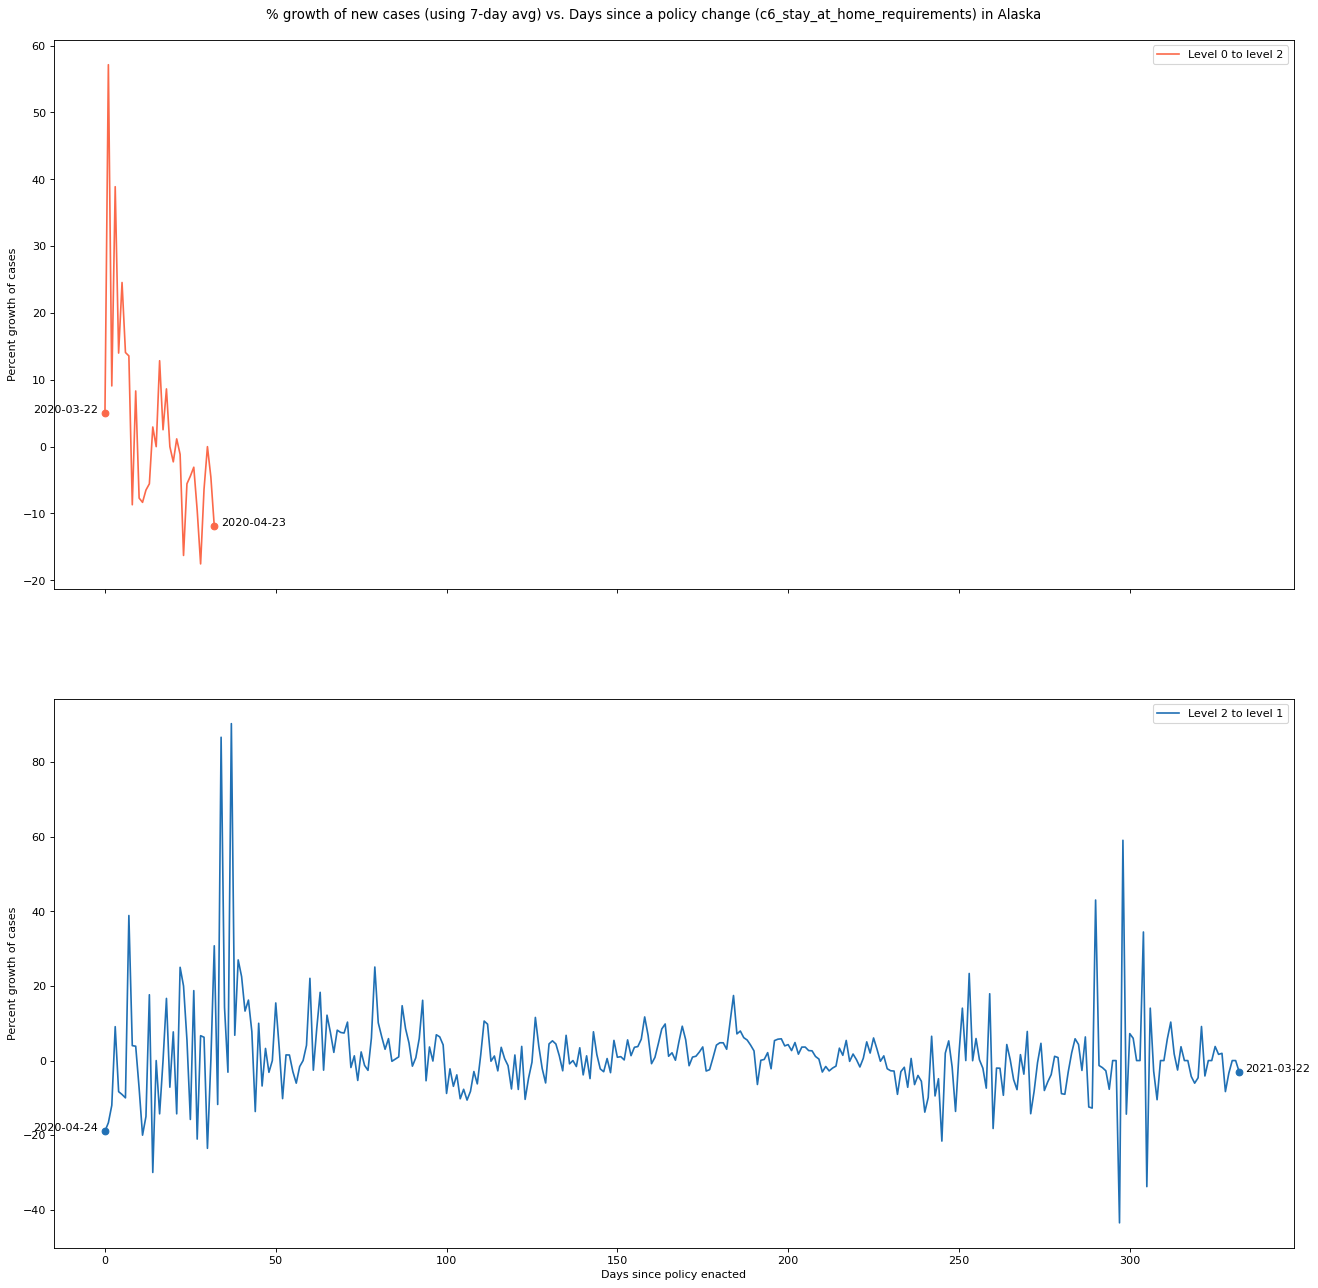 % growth of new cases (using 7-day avg) vs. Days since a policy change (c6_stay_at_home_requirements) in Alaska
Level 0 to level 2
Percent growth of cases
60
50
40
30
20
10
0
−10
−20
2020-03-22
2020-04-23
Level 2 to level 1
Percent growth of cases
80
60
40
20
0
−20
−40
2020-04-24
2021-03-22
0 50 100 150 200 250 300
Days since policy enacted